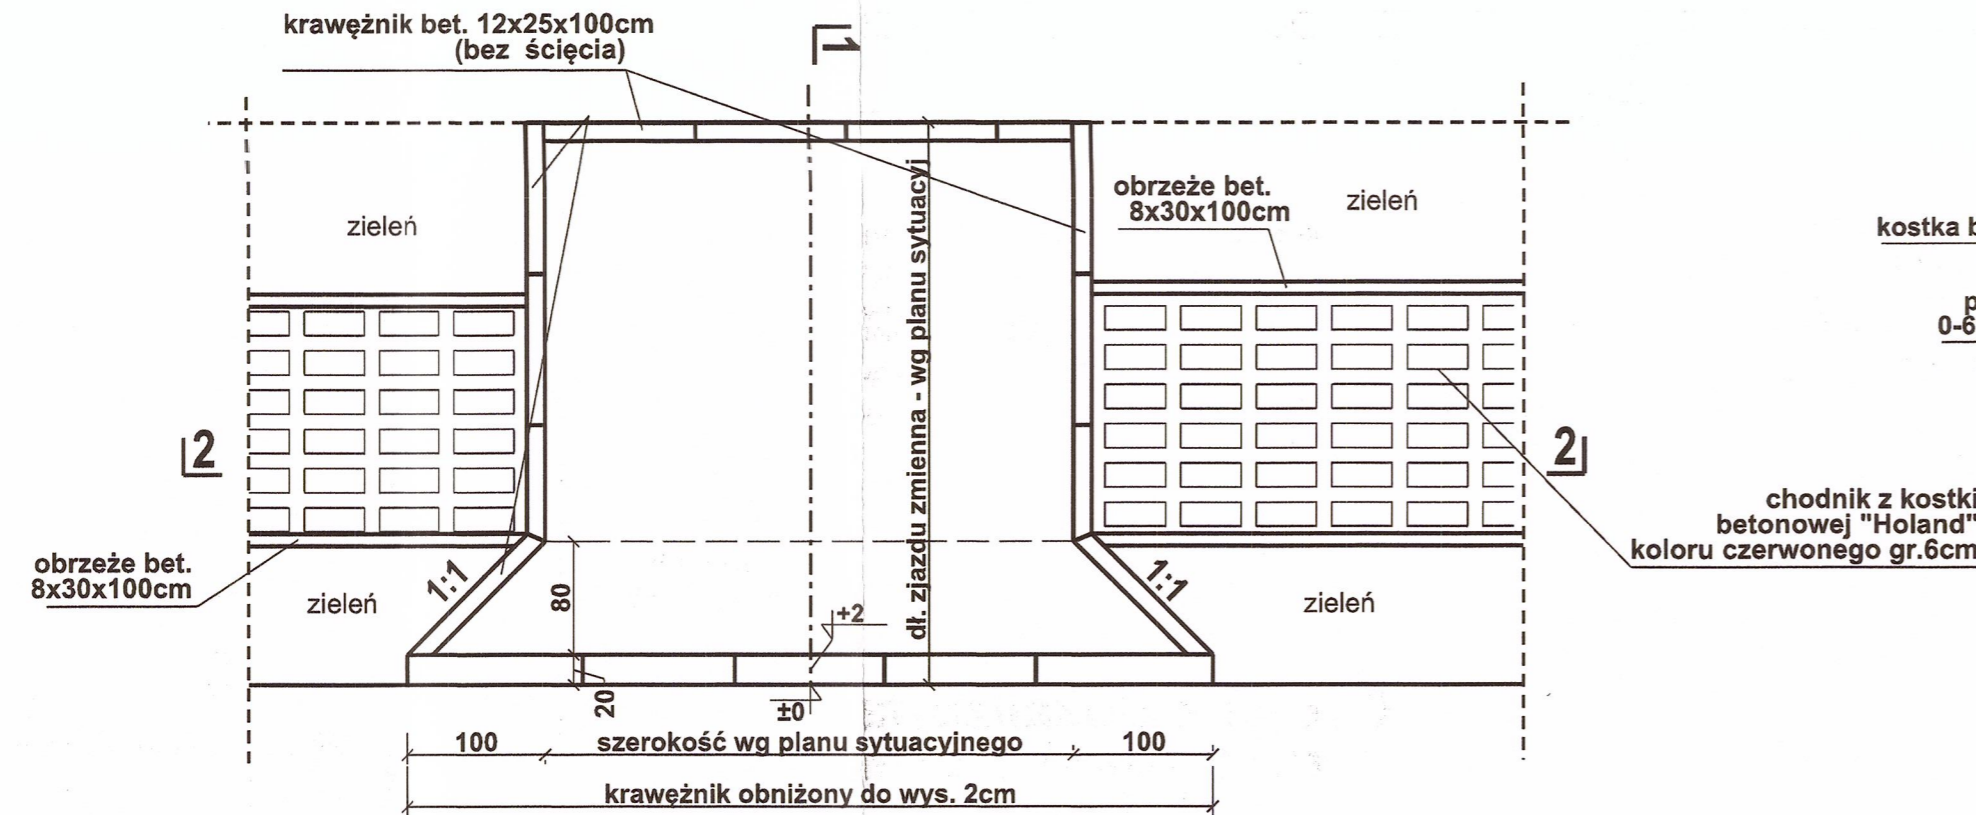 krawężnik bet. 12x25x100cm
(bez ścięcia)
1
zieleń
obrzeże bet.
8x30x100cm
zieleń
kostka b
p
0-6
dł. zjazdu zmienna - wg planu sytuacyj
2
2
chodnik z kostki
betonowej "Holand"
koloru czerwonego gr.6cm
obrzeże bet.
8x30x100cm
zieleń
1:1
80
+2
1:1
zieleń
20
±0
100
szerokość wg planu sytuacyjnego
100
krawężnik obniżony do wys. 2cm